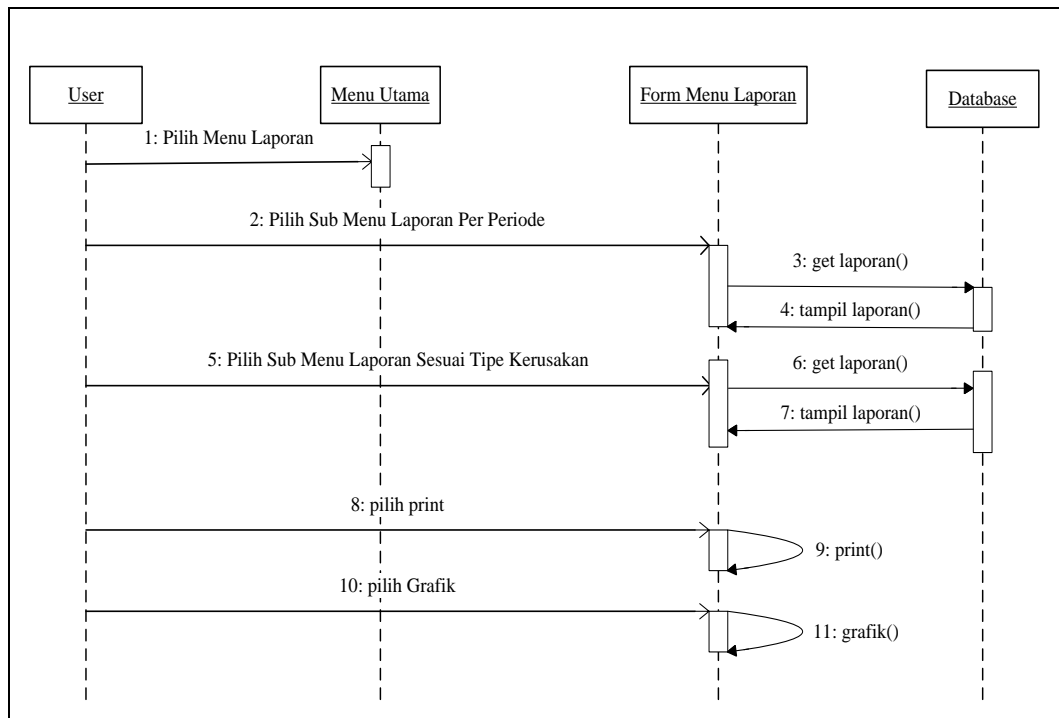 User
Menu Utama
Form Menu Laporan
Database
1: Pilih Menu Laporan
2: Pilih Sub Menu Laporan Per Periode
3: get laporan()
4: tampil laporan()
5: Pilih Sub Menu Laporan Sesuai Tipe Kerusakan
6: get laporan()
7: tampil laporan()
8: pilih print
9: print()
10: pilih Grafik
11: grafik()